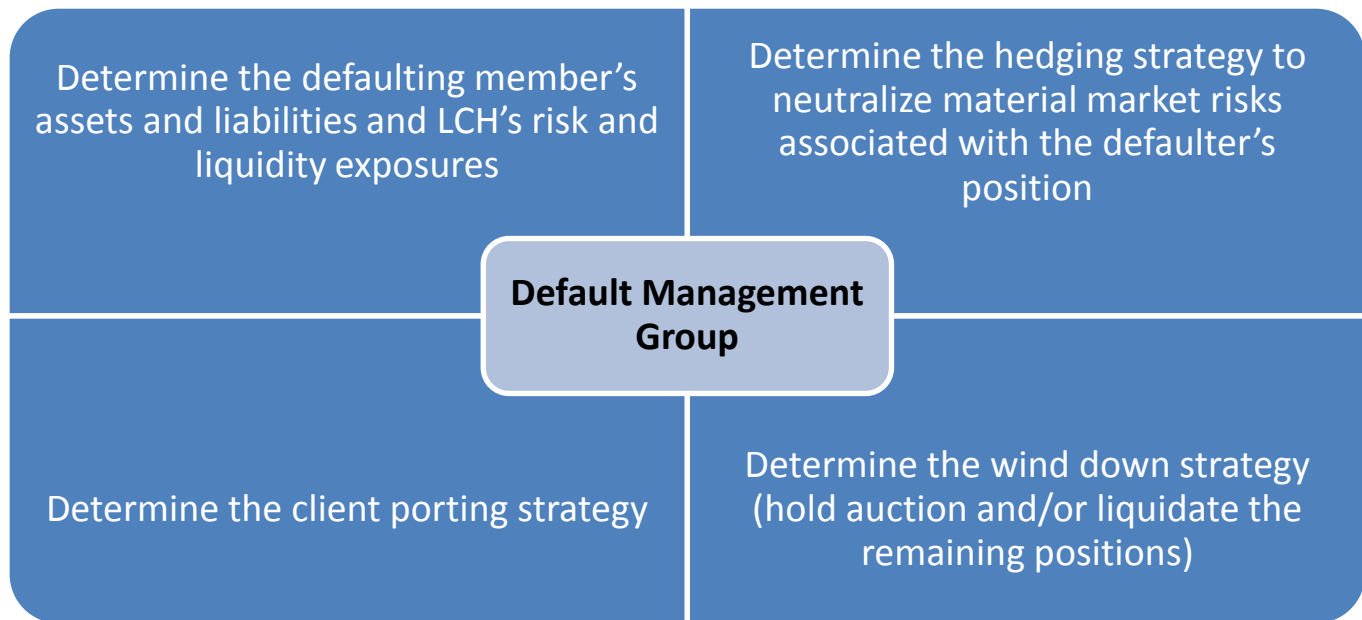 Determine the defaulting member’s
assets and liabilities and LCH’s risk and
liquidity exposures
Determine the hedging strategy to
neutralize material market risks
associated with the defaulter’s
position
Default Management
Group
Determine the client porting strategy
Determine the wind down strategy
(hold auction and/or liquidate the
remaining positions)